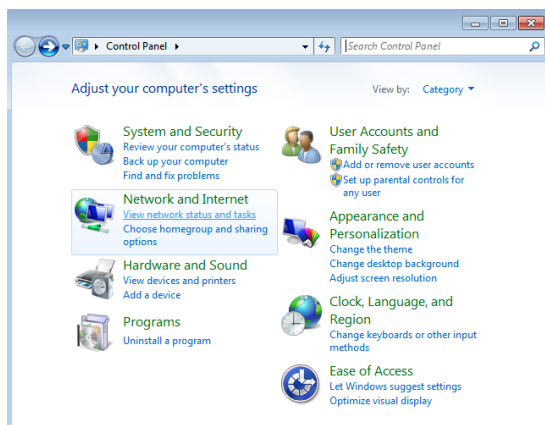 Control Panel
Search Control Panel
Adjust your computer's settings
View by: Category
System and Security
Review your computer's status
Back up your computer
Find and fix problems
Network and Internet
View network status and tasks
Choose homegroup and sharing
options
Hardware and Sound
View devices and printers
Add a device
Programs
Uninstall a program
User Accounts and
Family Safety
Add or remove user accounts
Set up parental controls for
any user
Appearance and
Personalization
Change the theme
Change desktop background
Adjust screen resolution
Clock, Language, and
Region
Change keyboards or other input
methods
Ease of Access
Let Windows suggest settings
Optimize visual display